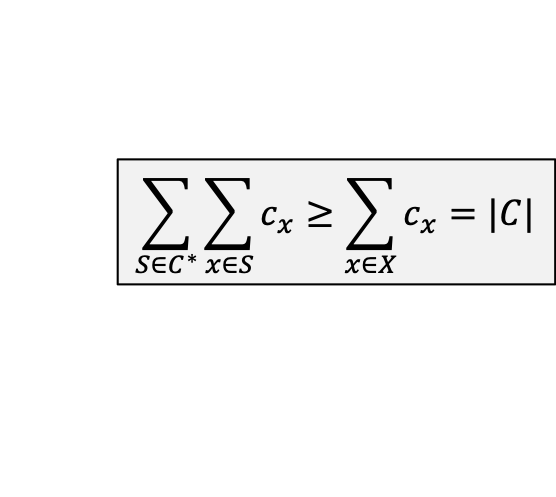 ∑_{S∈C*} ∑_{x∈S} c_x ≥ ∑_{x∈X} c_x = |C|